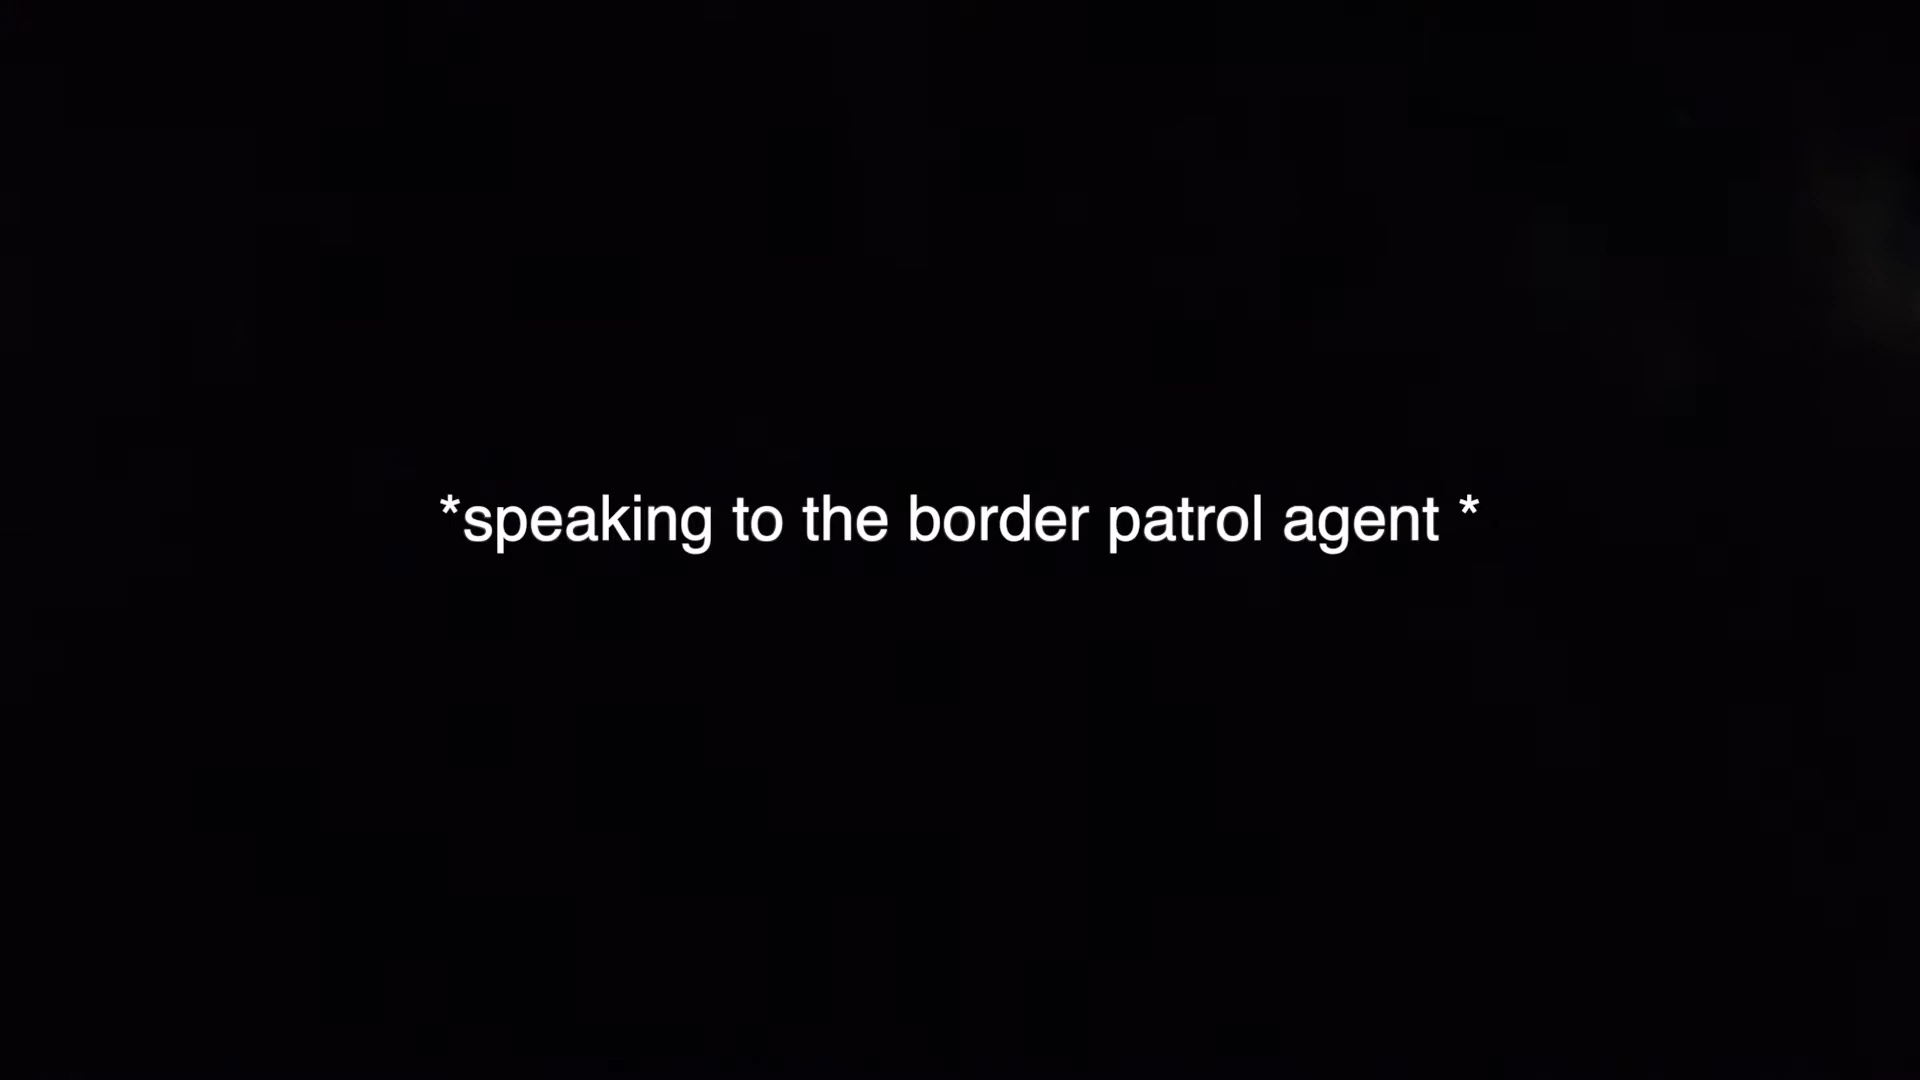 *speaking to the border patrol agent *